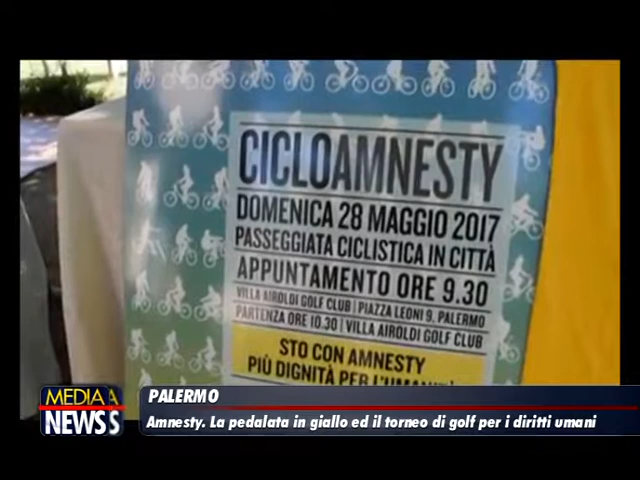 CICLOAMNESTY
DOMENICA 28 MAGGIO 2017
PASSEGGIATA CICLISTICA IN CITTÀ
APPUNTAMENTO ORE 9.30
VILLA AIROLDI GOLF CLUB | PIAZZA LEONI 9, PALERMO
PARTENZA ORE 10.30 | VILLA AIROLDI GOLF CLUB
STO CON AMNESTY
PIÙ DIGNITÀ PER L'UMANITÀ
MEDIA A
NEWS S
PALERMO
Amnesty. La pedalata in giallo ed il torneo di golf per i diritti umani